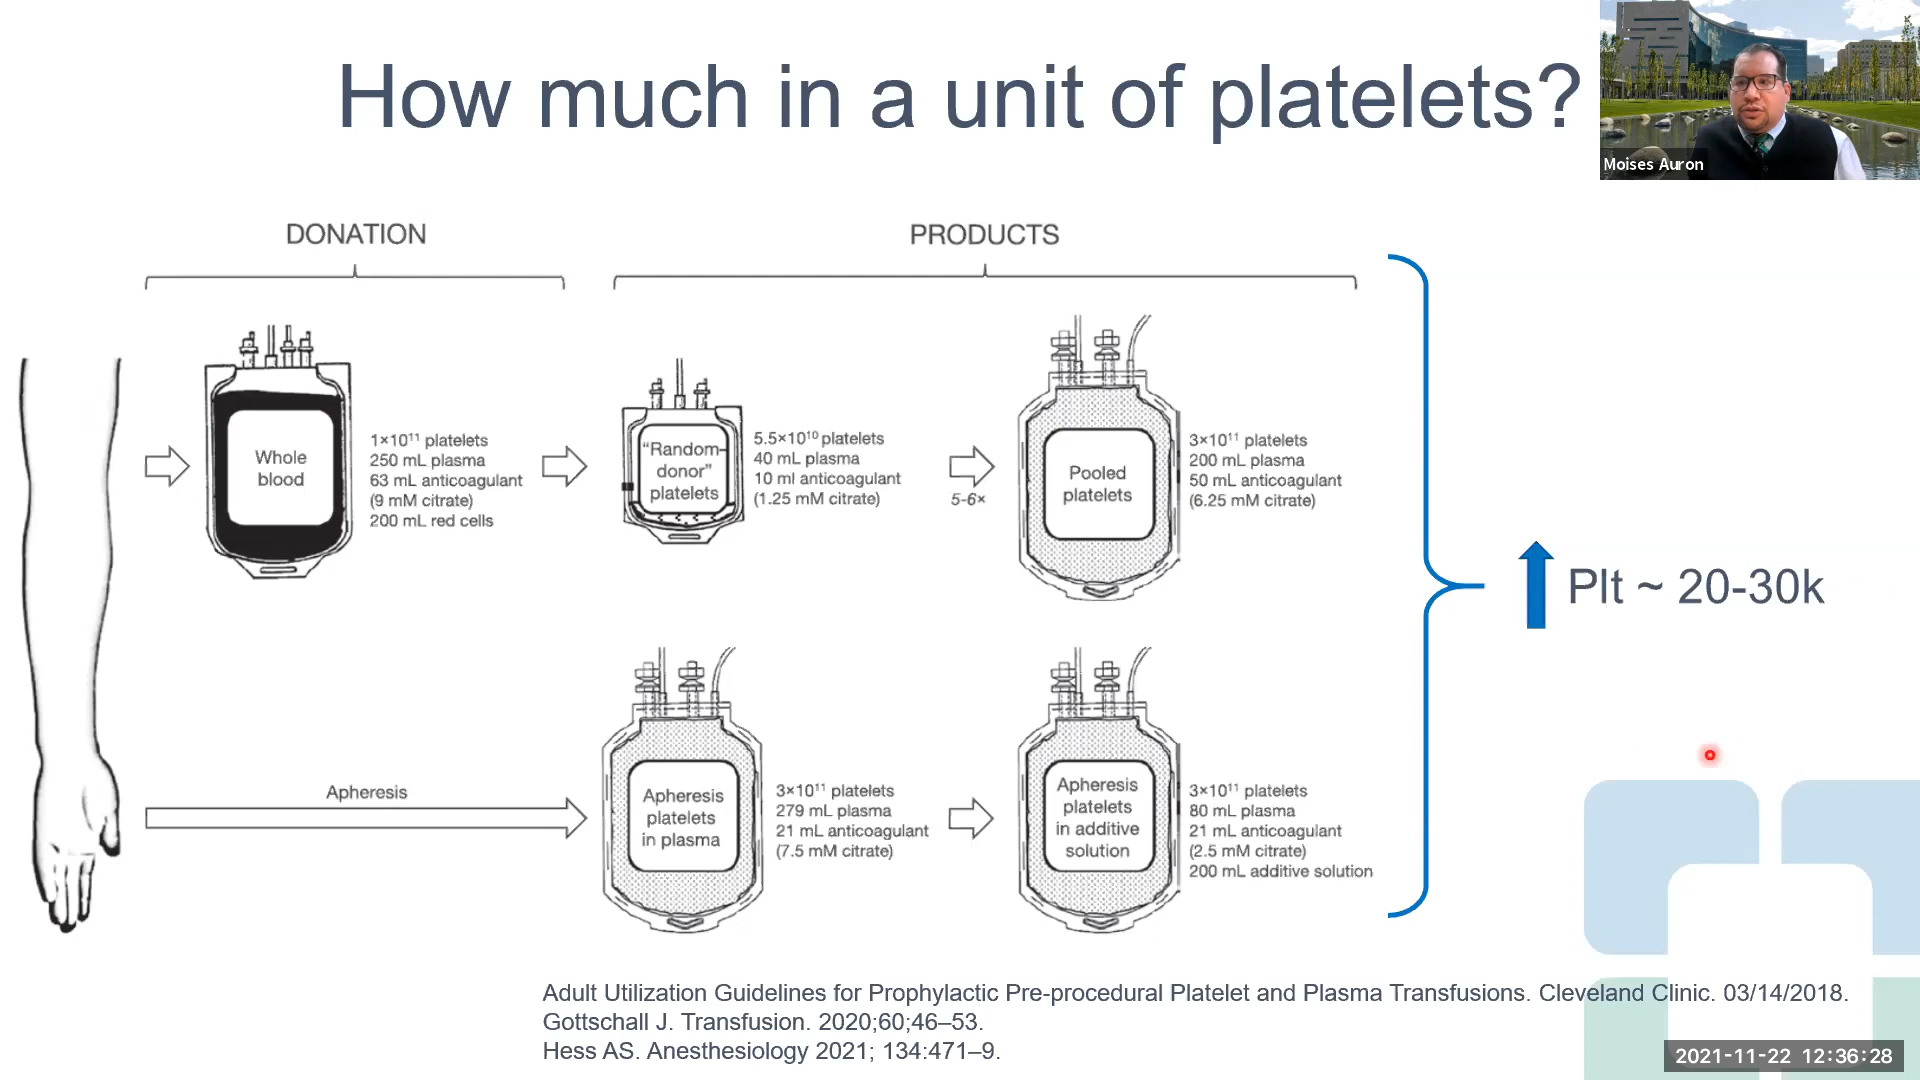 How much in a unit of platelets?
Moises Auron
DONATION
PRODUCTS
Whole
blood
1×10¹¹ platelets
250 mL plasma
63 mL anticoagulant
(9 mM citrate)
200 mL red cells
“Random-
donor”
platelets
5.5×10¹⁰ platelets
40 mL plasma
10 ml anticoagulant
(1.25 mM citrate)
5-6×
Pooled
platelets
3×10¹¹ platelets
200 mL plasma
50 mL anticoagulant
(6.25 mM citrate)
Plt ~ 20-30k
Apheresis
Apheresis
platelets
in plasma
3×10¹¹ platelets
279 mL plasma
21 mL anticoagulant
(7.5 mM citrate)
Apheresis
platelets
in additive
solution
3×10¹¹ platelets
80 mL plasma
21 mL anticoagulant
(2.5 mM citrate)
200 mL additive solution
Adult Utilization Guidelines for Prophylactic Pre-procedural Platelet and Plasma Transfusions. Cleveland Clinic. 03/14/2018.
Gottschall J. Transfusion. 2020;60;46–53.
Hess AS. Anesthesiology 2021; 134:471–9.
2021-11-22 12:36:28